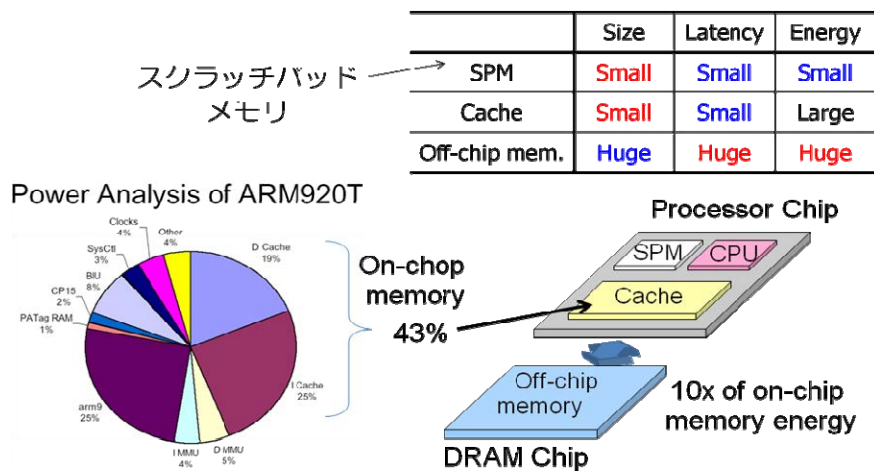 Size Latency Energy
SPM Small Small Small
Cache Small Small Large
Off-chip mem. Huge Huge Huge
スクラッチパッド
メモリ
Power Analysis of ARM920T
Clocks
4%
Other
4%
SysCtl
3%
BIU
8%
CP15
2%
PATag RAM
1%
arm9
25%
I MMU
4%
D MMU
5%
I Cache
25%
D Cache
19%
On-chop
memory
43%
Processor Chip
SPM
CPU
Cache
Off-chip
memory
10x of on-chip
memory energy
DRAM Chip